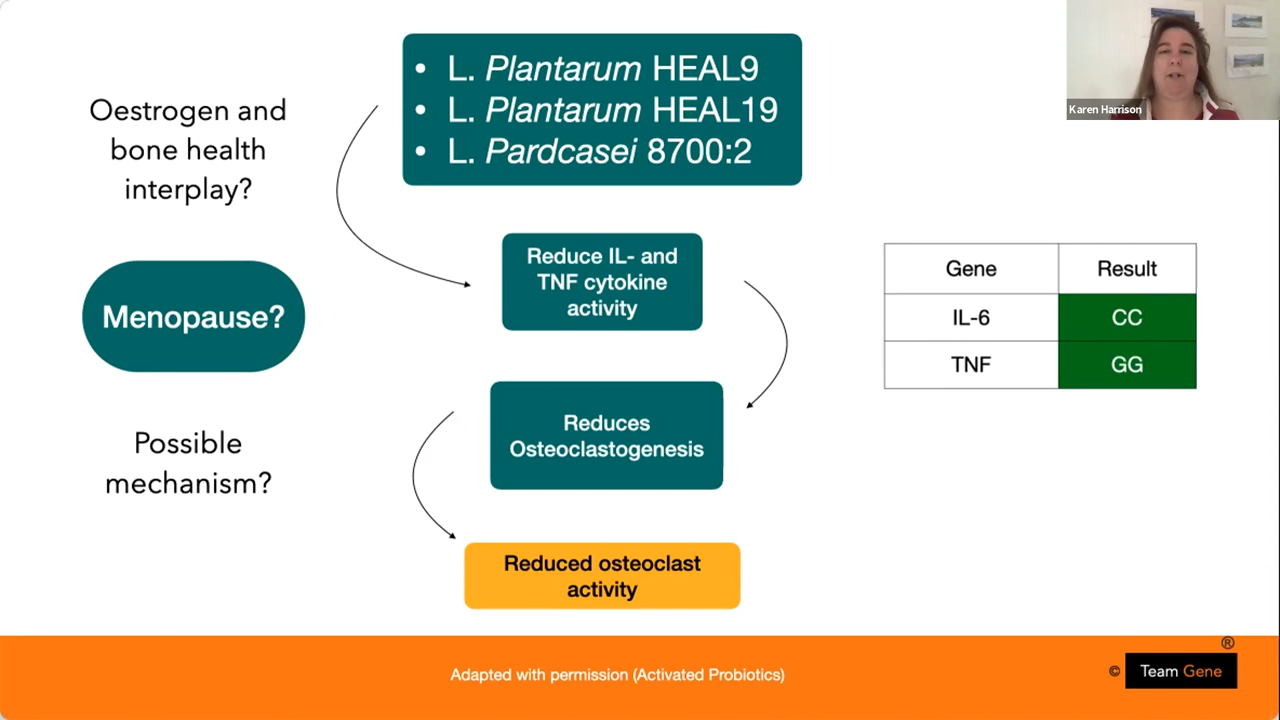 Oestrogen and
bone health
interplay?
• L. Plantarum HEAL9
• L. Plantarum HEAL19
• L. Pardcasei 8700:2
Karen Harrison
Menopause?
Reduce IL- and
TNF cytokine
activity
Gene Result
IL-6 CC
TNF GG
Possible
mechanism?
Reduces
Osteoclastogenesis
Reduced osteoclast
activity
Adapted with permission (Activated Probiotics)
© Team Gene ®